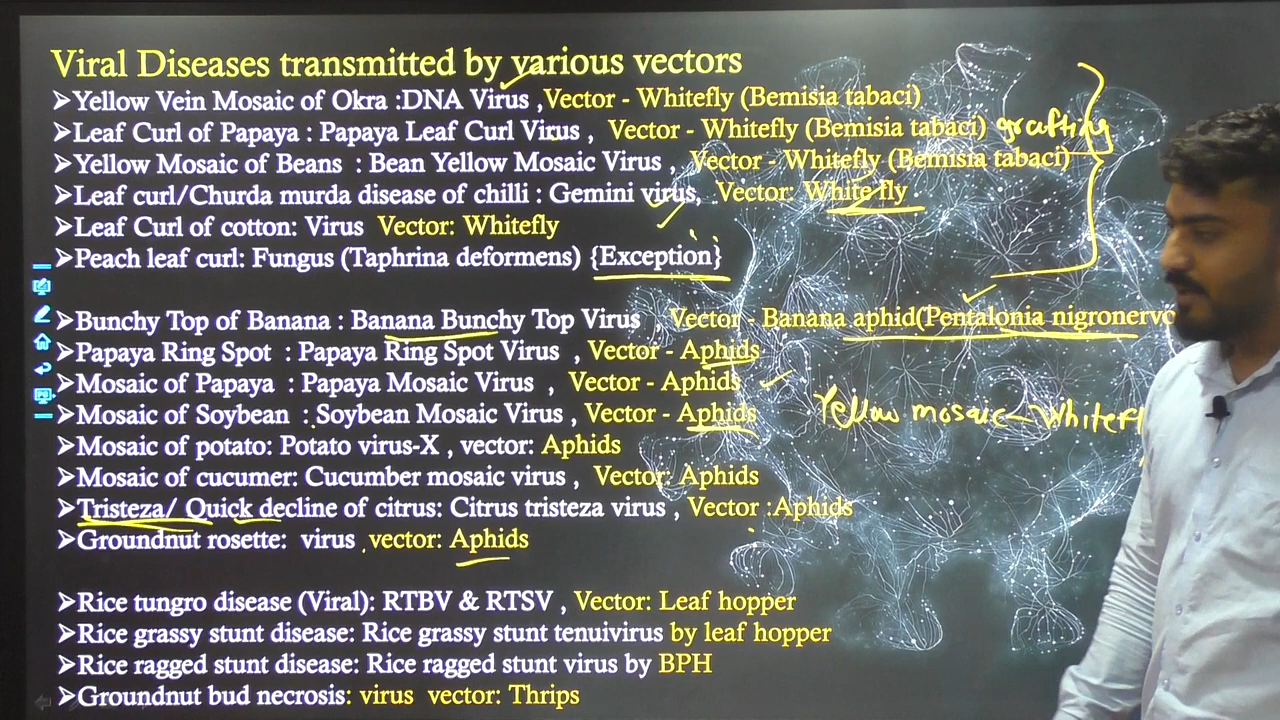 Viral Diseases transmitted by various vectors
➤Yellow Vein Mosaic of Okra :DNA Virus ,Vector - Whitefly (Bemisia tabaci)
➤Leaf Curl of Papaya : Papaya Leaf Curl Virus , Vector - Whitefly (Bemisia tabaci) grafting
➤Yellow Mosaic of Beans : Bean Yellow Mosaic Virus , Vector - Whitefly (Bemisia tabaci)
➤Leaf curl/Churda murda disease of chilli : Gemini virus, Vector: White fly
➤Leaf Curl of cotton: Virus Vector: Whitefly
➤Peach leaf curl: Fungus (Taphrina deformens) {Exception}
➤Bunchy Top of Banana : Banana Bunchy Top Virus , Vector - Banana aphid(Pentalonia nigronervo
➤Papaya Ring Spot : Papaya Ring Spot Virus , Vector - Aphids
➤Mosaic of Papaya : Papaya Mosaic Virus , Vector - Aphids
➤Mosaic of Soybean : Soybean Mosaic Virus , Vector - Aphids
Yellow mosaic - Whitefl
➤Mosaic of potato: Potato virus-X , vector: Aphids
➤Mosaic of cucumer: Cucumber mosaic virus , Vector: Aphids
➤Tristeza/ Quick decline of citrus: Citrus tristeza virus , Vector :Aphids
➤Groundnut rosette: virus , vector: Aphids
➤Rice tungro disease (Viral): RTBV & RTSV , Vector: Leaf hopper
➤Rice grassy stunt disease: Rice grassy stunt tenuivirus by leaf hopper
➤Rice ragged stunt disease: Rice ragged stunt virus by BPH
➤Groundnut bud necrosis: virus vector: Thrips